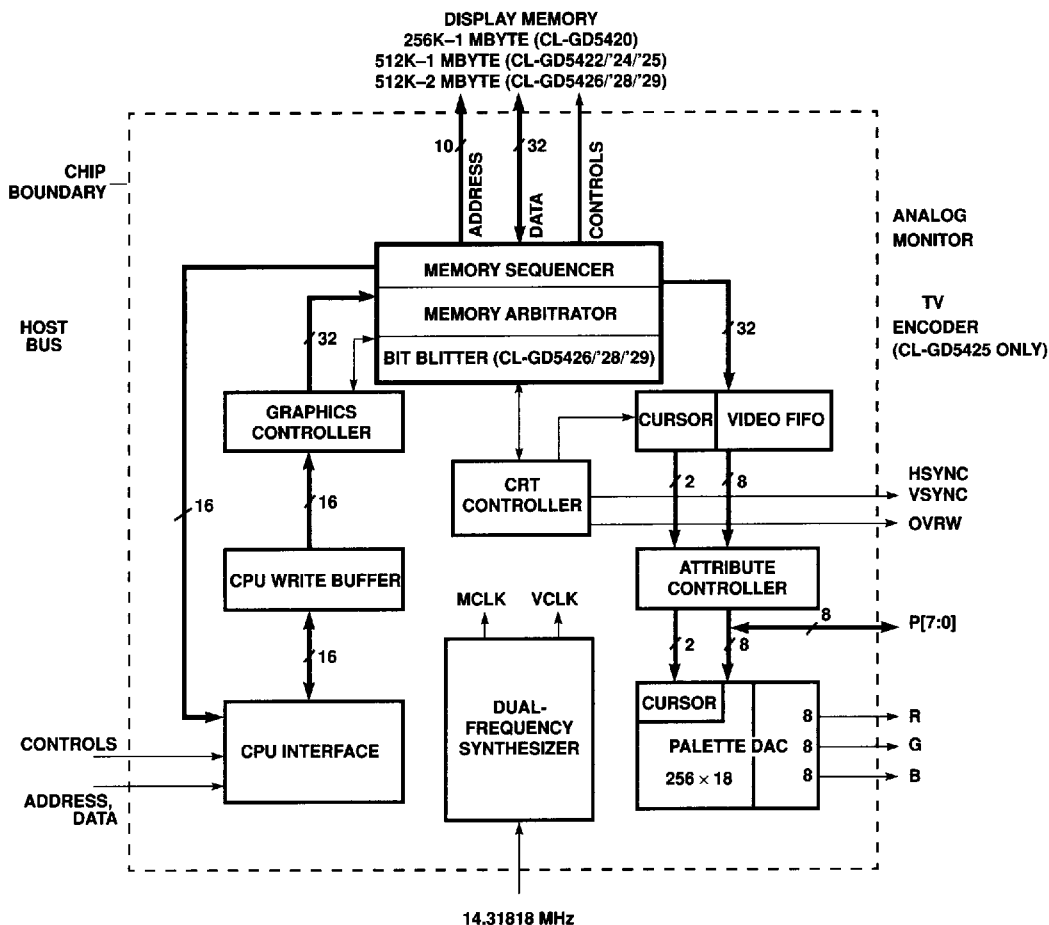 DISPLAY MEMORY
256K–1 MBYTE (CL-GD5420)
512K–1 MBYTE (CL-GD5422/'24/'25)
512K–2 MBYTE (CL-GD5426/'28/'29)
CHIP
BOUNDARY
10
ADDRESS
32
DATA
CONTROLS
ANALOG
MONITOR
HOST
BUS
TV
ENCODER
(CL-GD5425 ONLY)
MEMORY SEQUENCER
MEMORY ARBITRATOR
BIT BLITTER (CL-GD5426/'28/'29)
32
32
GRAPHICS
CONTROLLER
CURSOR
VIDEO FIFO
CRT
CONTROLLER
2
8
HSYNC
VSYNC
OVRW
16
16
CPU WRITE BUFFER
ATTRIBUTE
CONTROLLER
MCLK
VCLK
8
P[7:0]
16
2
8
DUAL-
FREQUENCY
SYNTHESIZER
CURSOR
PALETTE DAC
256 × 18
8
8
8
R
G
B
CPU INTERFACE
CONTROLS
ADDRESS,
DATA
14.31818 MHz